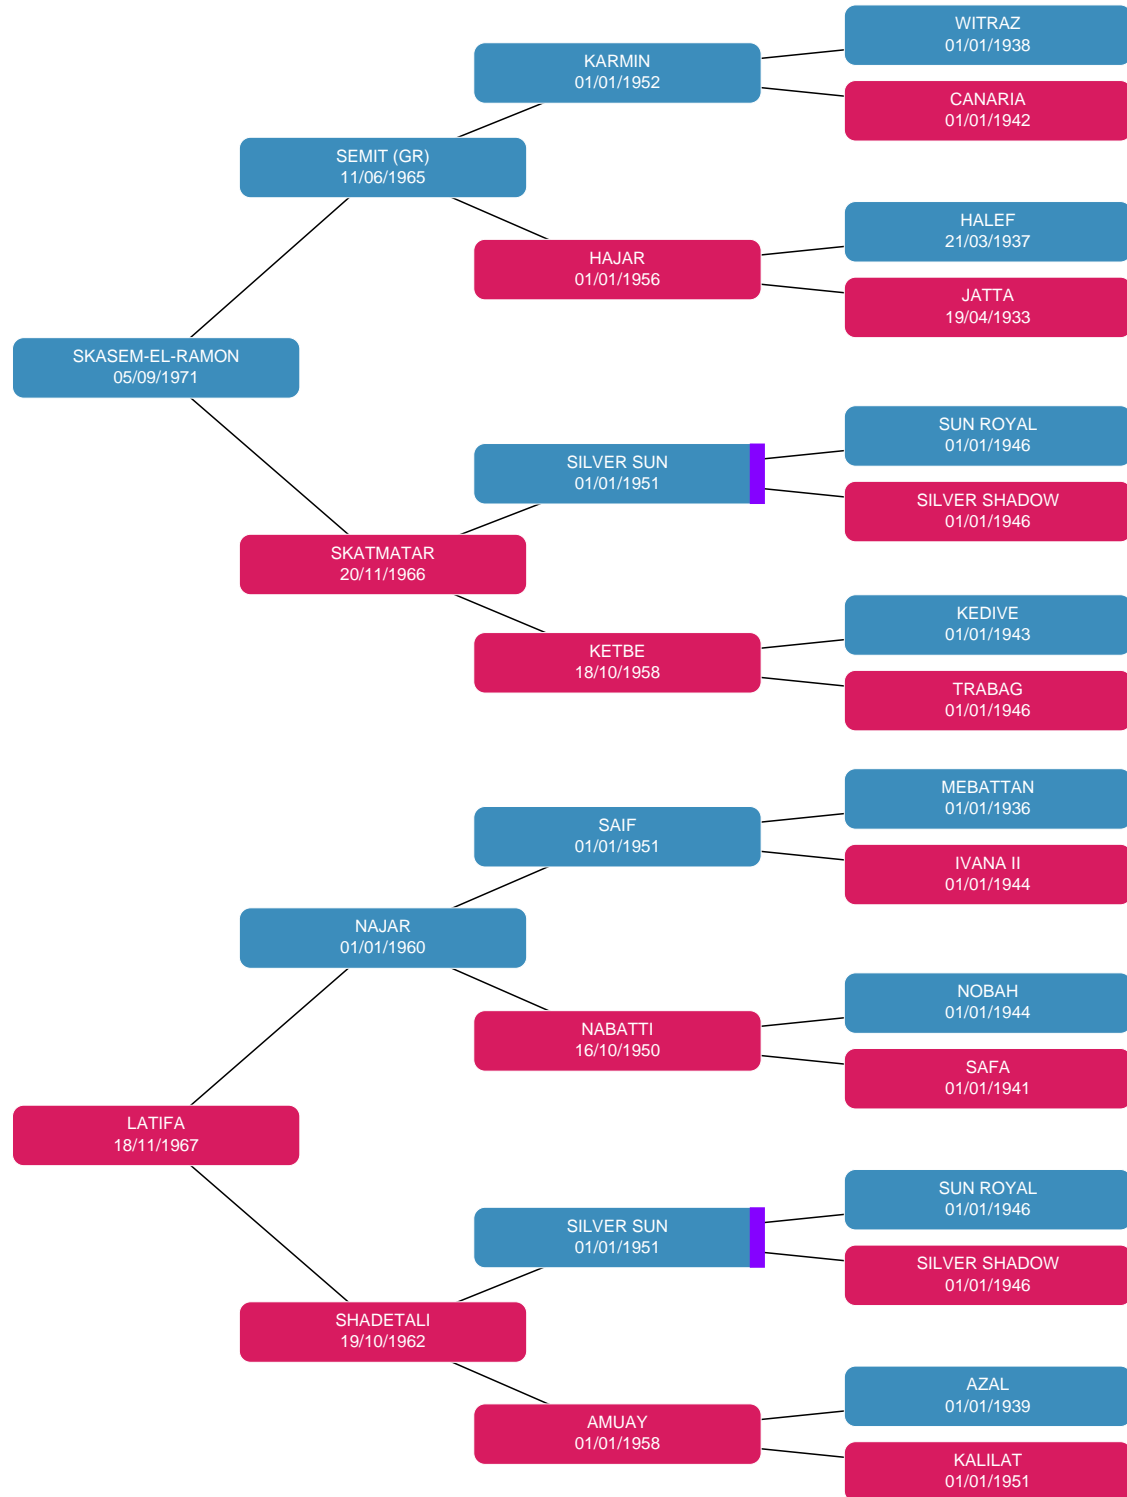 WITRAZ
01/01/1938
KARMIN
01/01/1952
CANARIA
01/01/1942
SEMIT (GR)
11/06/1965
HALEF
21/03/1937
HAJAR
01/01/1956
JATTA
19/04/1933
SKASEM-EL-RAMON
05/09/1971
SUN ROYAL
01/01/1946
SILVER SUN
01/01/1951
SILVER SHADOW
01/01/1946
SKATMATAR
20/11/1966
KEDIVE
01/01/1943
KETBE
18/10/1958
TRABAG
01/01/1946
MEBATTAN
01/01/1936
SAIF
01/01/1951
IVANA II
01/01/1944
NAJAR
01/01/1960
NOBAH
01/01/1944
NABATTI
16/10/1950
SAFA
01/01/1941
LATIFA
18/11/1967
SUN ROYAL
01/01/1946
SILVER SUN
01/01/1951
SILVER SHADOW
01/01/1946
SHADETALI
19/10/1962
AZAL
01/01/1939
AMUAY
01/01/1958
KALILAT
01/01/1951